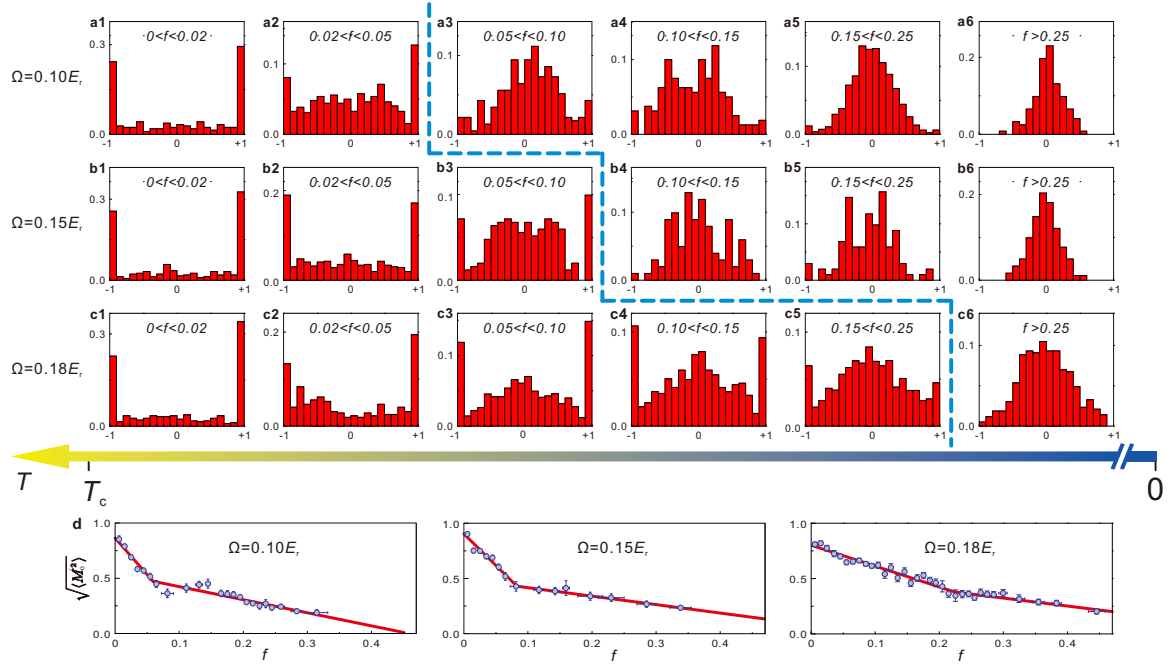 a1 a2 a3 a4 a5 a6
0<f<0.02 0.02<f<0.05 0.05<f<0.10 0.10<f<0.15 0.15<f<0.25 f>0.25
0.3 0.1 0.1 0.1 0.1 0.2
Ω=0.10Eᵣ
0.0 0.0 0.0 0.0 0.0 0.0
-1 0 +1 -1 0 +1 -1 0 +1 -1 0 +1 -1 0 +1 -1 0 +1
b1 b2 b3 b4 b5 b6
0<f<0.02 0.02<f<0.05 0.05<f<0.10 0.10<f<0.15 0.15<f<0.25 f>0.25
0.3 0.2 0.1 0.1 0.1 0.2
Ω=0.15Eᵣ
0.0 0.0 0.0 0.0 0.0 0.0
-1 0 +1 -1 0 +1 -1 0 +1 -1 0 +1 -1 0 +1 -1 0 +1
c1 c2 c3 c4 c5 c6
0<f<0.02 0.02<f<0.05 0.05<f<0.10 0.10<f<0.15 0.15<f<0.25 f>0.25
0.3 0.2 0.1 0.1 0.1 0.1
Ω=0.18Eᵣ
0.0 0.0 0.0 0.0 0.0 0.0
-1 0 +1 -1 0 +1 -1 0 +1 -1 0 +1 -1 0 +1 -1 0 +1
T Tc 0
d
1.0 1.0 1.0
Ω=0.10Eᵣ Ω=0.15Eᵣ Ω=0.18Eᵣ
0.5 0.5 0.5
0.0 0.0 0.0
0 0.1 0.2 0.3 0.4 0 0.1 0.2 0.3 0.4 0 0.1 0.2 0.3 0.4
f f f